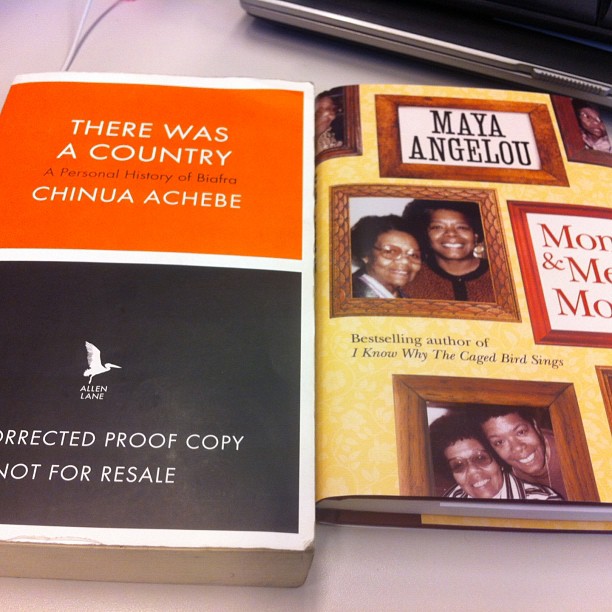 THERE WAS
A COUNTRY
A Personal History of Biafra
CHINUA ACHEBE
ALLEN
LANE
ORRECTED PROOF COPY
NOT FOR RESALE
MAYA
ANGELOU
Mom
& Me
Mo
Bestselling author of
I Know Why The Caged Bird Sings